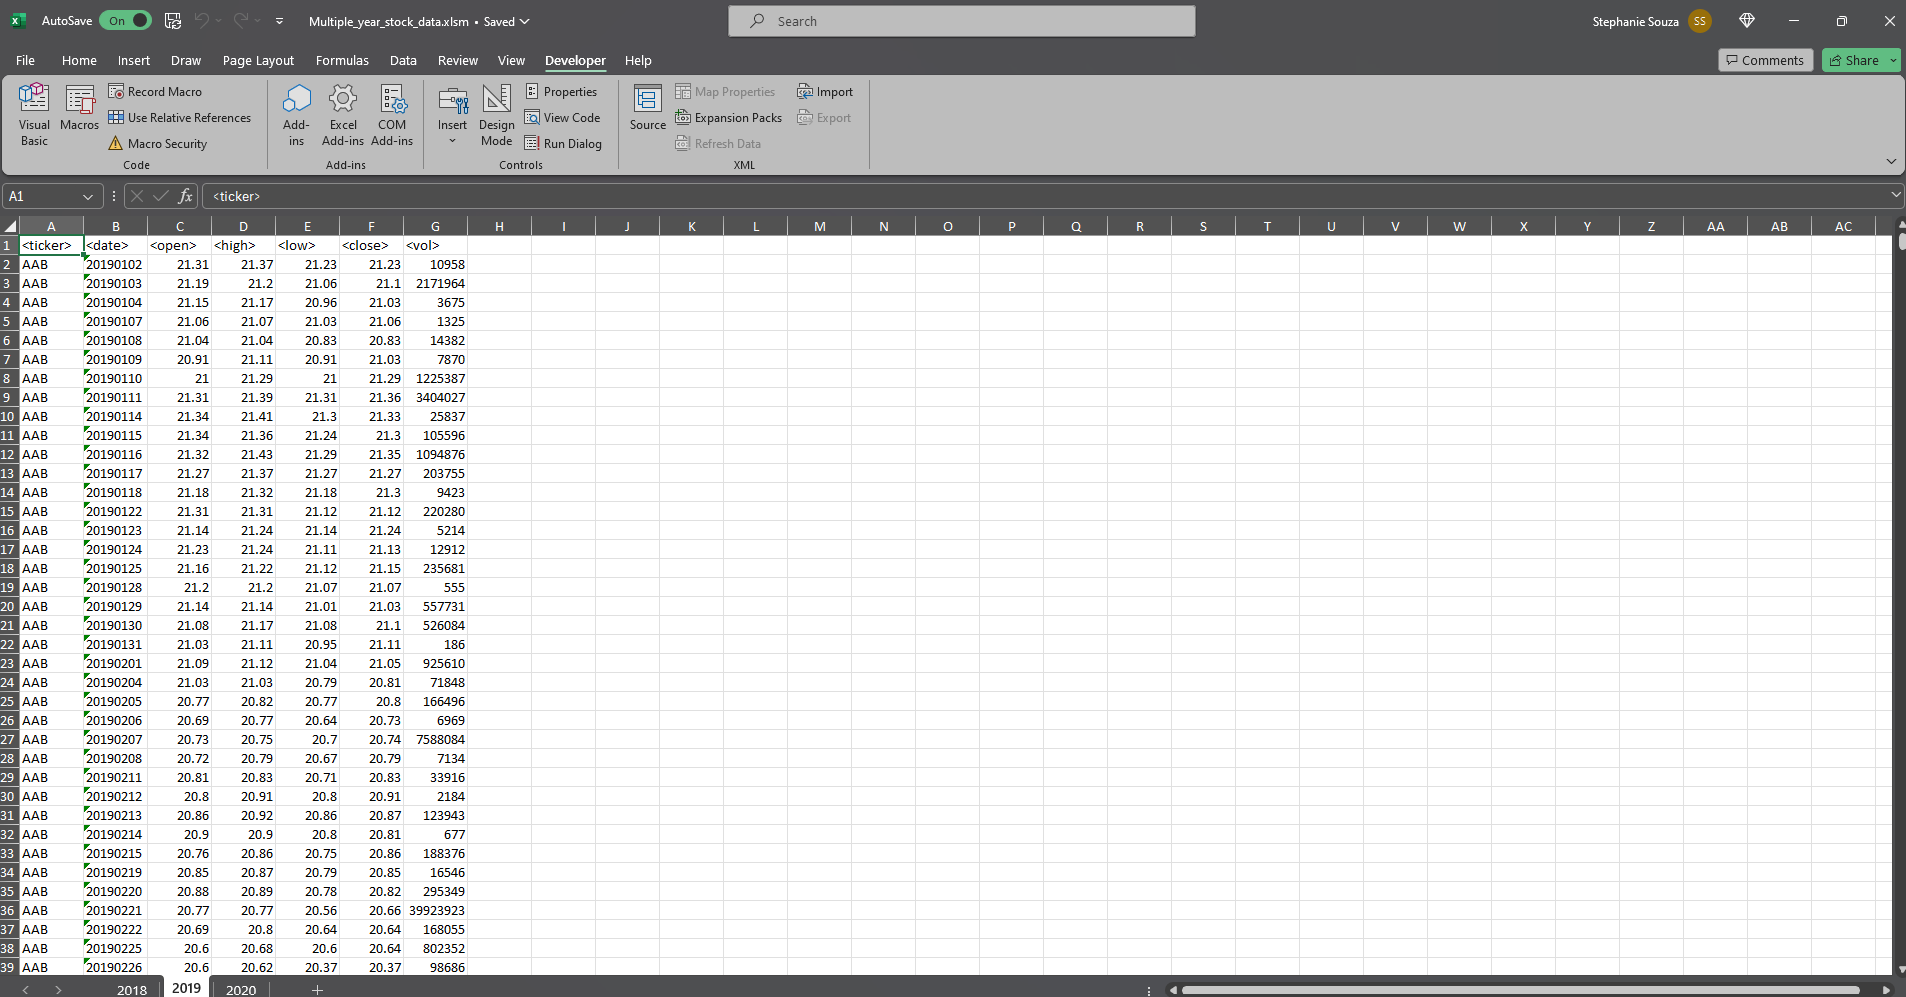 AutoSave On Multiple_year_stock_data.xlsm • Saved Search Stephanie Souza SS
File Home Insert Draw Page Layout Formulas Data Review View Developer Help Comments Share
Visual Basic Macros Record Macro Use Relative References Macro Security Code
Add-ins Excel Add-ins COM Add-ins Add-ins
Insert Design Mode Properties View Code Run Dialog Controls
Source Map Properties Expansion Packs Refresh Data Import Export XML
A1 fx <ticker>
A B C D E F G H I J K L M N O P Q R S T U V W X Y Z AA AB AC
1 <ticker> <date> <open> <high> <low> <close> <vol>
2 AAB 20190102 21.31 21.37 21.23 21.23 10958
3 AAB 20190103 21.19 21.2 21.06 21.1 2171964
4 AAB 20190104 21.15 21.17 20.96 21.03 3675
5 AAB 20190107 21.06 21.07 21.03 21.06 1325
6 AAB 20190108 21.04 21.04 20.83 20.83 14382
7 AAB 20190109 20.91 21.11 20.91 21.03 7870
8 AAB 20190110 21 21.29 21 21.29 1225387
9 AAB 20190111 21.31 21.39 21.31 21.36 3404027
10 AAB 20190114 21.34 21.41 21.3 21.33 25837
11 AAB 20190115 21.34 21.36 21.24 21.3 105596
12 AAB 20190116 21.32 21.43 21.29 21.35 1094876
13 AAB 20190117 21.27 21.37 21.27 21.27 203755
14 AAB 20190118 21.18 21.32 21.18 21.3 9423
15 AAB 20190122 21.31 21.31 21.12 21.12 220280
16 AAB 20190123 21.14 21.24 21.14 21.24 5214
17 AAB 20190124 21.23 21.24 21.11 21.13 12912
18 AAB 20190125 21.16 21.22 21.12 21.15 235681
19 AAB 20190128 21.2 21.2 21.07 21.07 555
20 AAB 20190129 21.14 21.14 21.01 21.03 557731
21 AAB 20190130 21.08 21.17 21.08 21.1 526084
22 AAB 20190131 21.03 21.11 20.95 21.11 186
23 AAB 20190201 21.09 21.12 21.04 21.05 925610
24 AAB 20190204 21.03 21.03 20.79 20.81 71848
25 AAB 20190205 20.77 20.82 20.77 20.8 166496
26 AAB 20190206 20.69 20.77 20.64 20.73 6969
27 AAB 20190207 20.73 20.75 20.7 20.74 7588084
28 AAB 20190208 20.72 20.79 20.67 20.79 7134
29 AAB 20190211 20.81 20.83 20.71 20.83 33916
30 AAB 20190212 20.8 20.91 20.8 20.91 2184
31 AAB 20190213 20.86 20.92 20.86 20.87 123943
32 AAB 20190214 20.9 20.9 20.8 20.81 677
33 AAB 20190215 20.76 20.86 20.75 20.86 188376
34 AAB 20190219 20.85 20.87 20.79 20.85 16546
35 AAB 20190220 20.88 20.89 20.78 20.82 295349
36 AAB 20190221 20.77 20.77 20.56 20.66 39923923
37 AAB 20190222 20.69 20.8 20.64 20.64 168055
38 AAB 20190225 20.6 20.68 20.6 20.64 802352
39 AAB 20190226 20.6 20.62 20.37 20.37 98686
2018 2019 2020